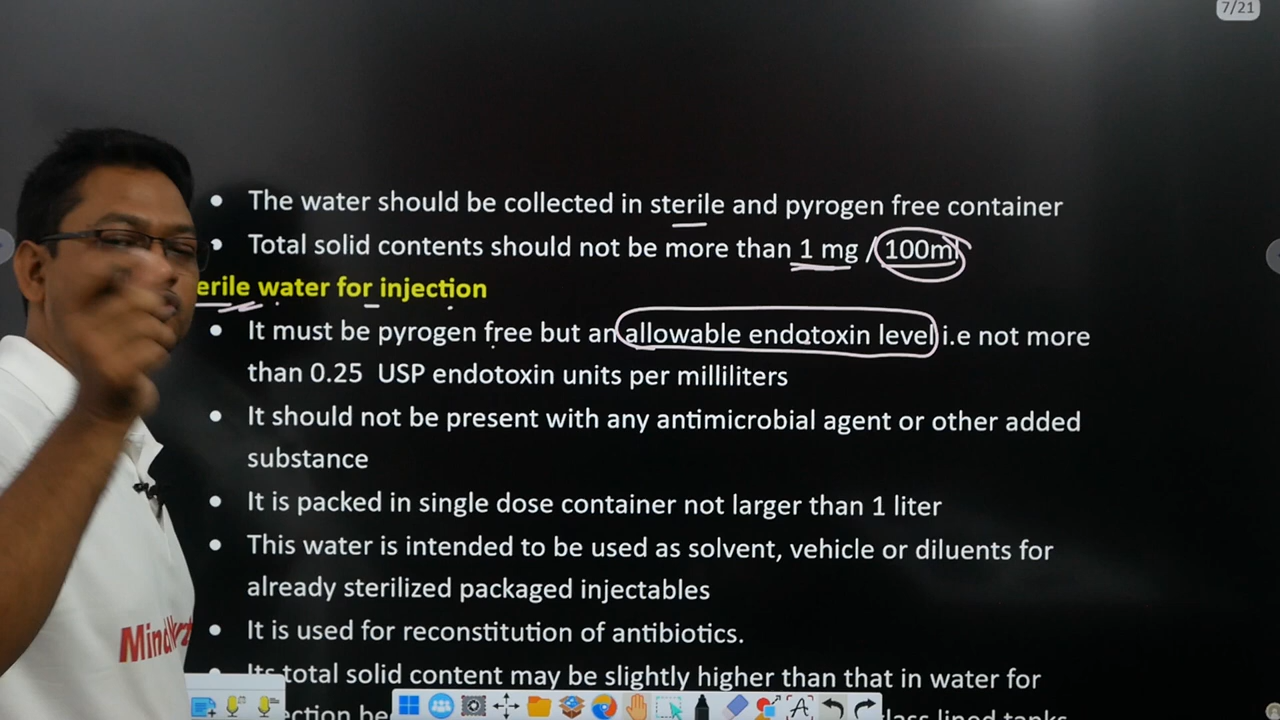 7/21
• The water should be collected in sterile and pyrogen free container
• Total solid contents should not be more than 1 mg / 100ml
erile water for injection
• It must be pyrogen free but an allowable endotoxin level i.e not more
than 0.25 USP endotoxin units per milliliters
• It should not be present with any antimicrobial agent or other added
substance
• It is packed in single dose container not larger than 1 liter
• This water is intended to be used as solvent, vehicle or diluents for
already sterilized packaged injectables
• It is used for reconstitution of antibiotics.
• Its total solid content may be slightly higher than that in water for
lined tanks